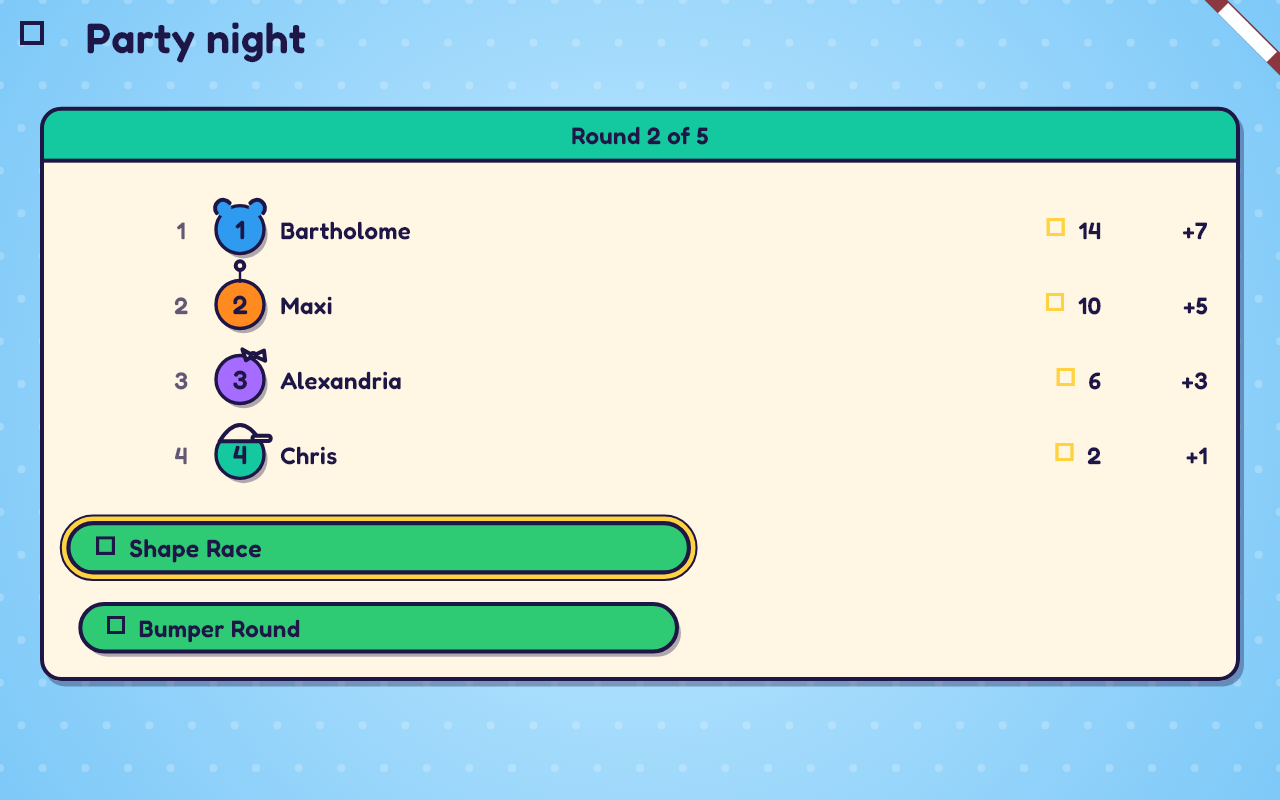 Party night
Round 2 of 5
1 1 Bartholome 14 +7
2 2 Maxi 10 +5
3 3 Alexandria 6 +3
4 4 Chris 2 +1
Shape Race
Bumper Round